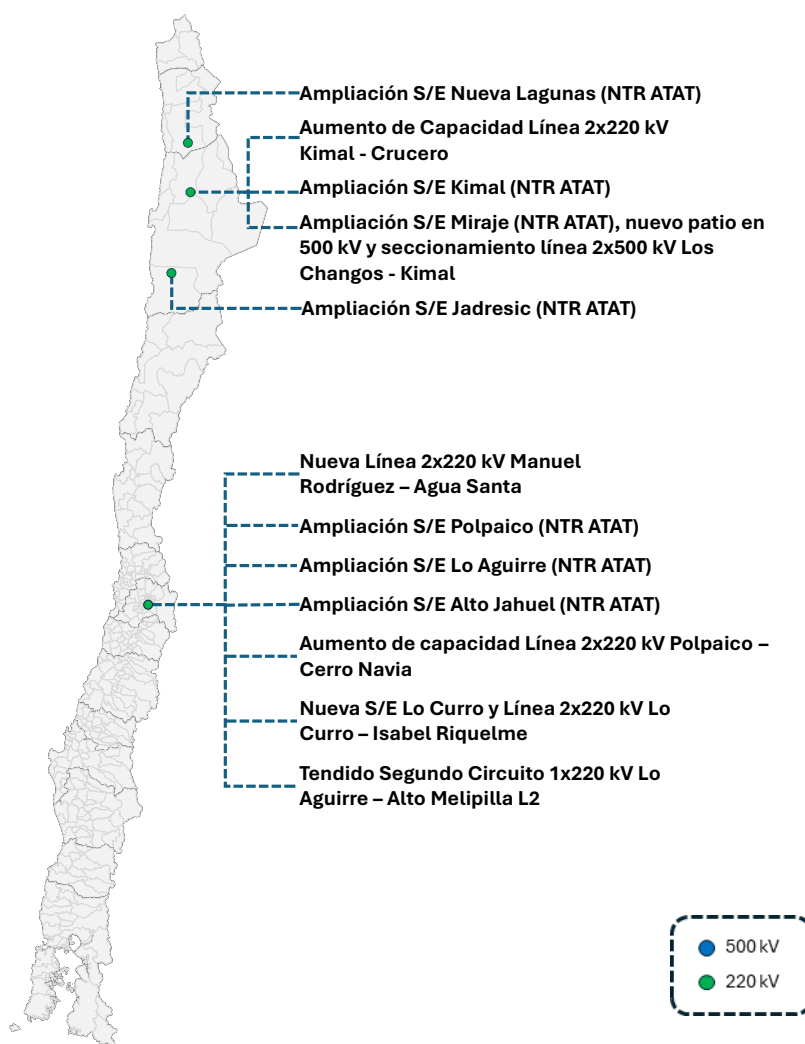 Ampliación S/E Nueva Lagunas (NTR ATAT)
Aumento de Capacidad Línea 2x220 kV
Kimal - Crucero
Ampliación S/E Kimal (NTR ATAT)
Ampliación S/E Miraje (NTR ATAT), nuevo patio en
500 kV y seccionamiento línea 2x500 kV Los
Changos - Kimal
Ampliación S/E Jadresic (NTR ATAT)
Nueva Línea 2x220 kV Manuel
Rodríguez – Agua Santa
Ampliación S/E Polpaico (NTR ATAT)
Ampliación S/E Lo Aguirre (NTR ATAT)
Ampliación S/E Alto Jahuel (NTR ATAT)
Aumento de capacidad Línea 2x220 kV Polpaico –
Cerro Navia
Nueva S/E Lo Curro y Línea 2x220 kV Lo
Curro – Isabel Riquelme
Tendido Segundo Circuito 1x220 kV Lo
Aguirre – Alto Melipilla L2
500 kV
220 kV